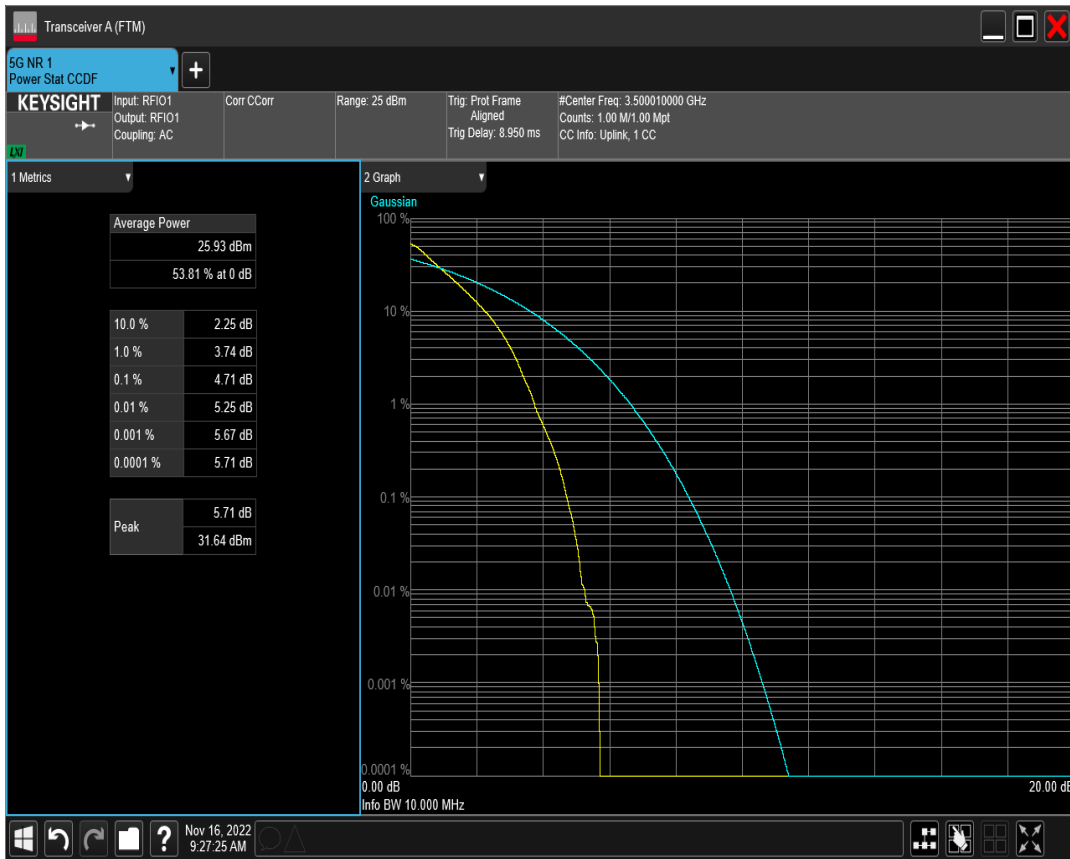 Transceiver A (FTM)
5G NR 1
Power Stat CCDF
+
KEYSIGHT
LXI
Input: RFIO1
Output: RFIO1
Coupling: AC
Corr CCorr
Range: 25 dBm
Trig: Prot Frame
Aligned
Trig Delay: 8.950 ms
#Center Freq: 3.500010000 GHz
Counts: 1.00 M/1.00 Mpt
CC Info: Uplink, 1 CC
1 Metrics
Average Power
25.93 dBm
53.81 % at 0 dB
10.0 % 2.25 dB
1.0 % 3.74 dB
0.1 % 4.71 dB
0.01 % 5.25 dB
0.001 % 5.67 dB
0.0001 % 5.71 dB
Peak 5.71 dB
31.64 dBm
2 Graph
Gaussian
100 %
10 %
1 %
0.1 %
0.01 %
0.001 %
0.0001 %
0.00 dB 20.00 dB
Info BW 10.000 MHz
?
Nov 16, 2022
9:27:25 AM